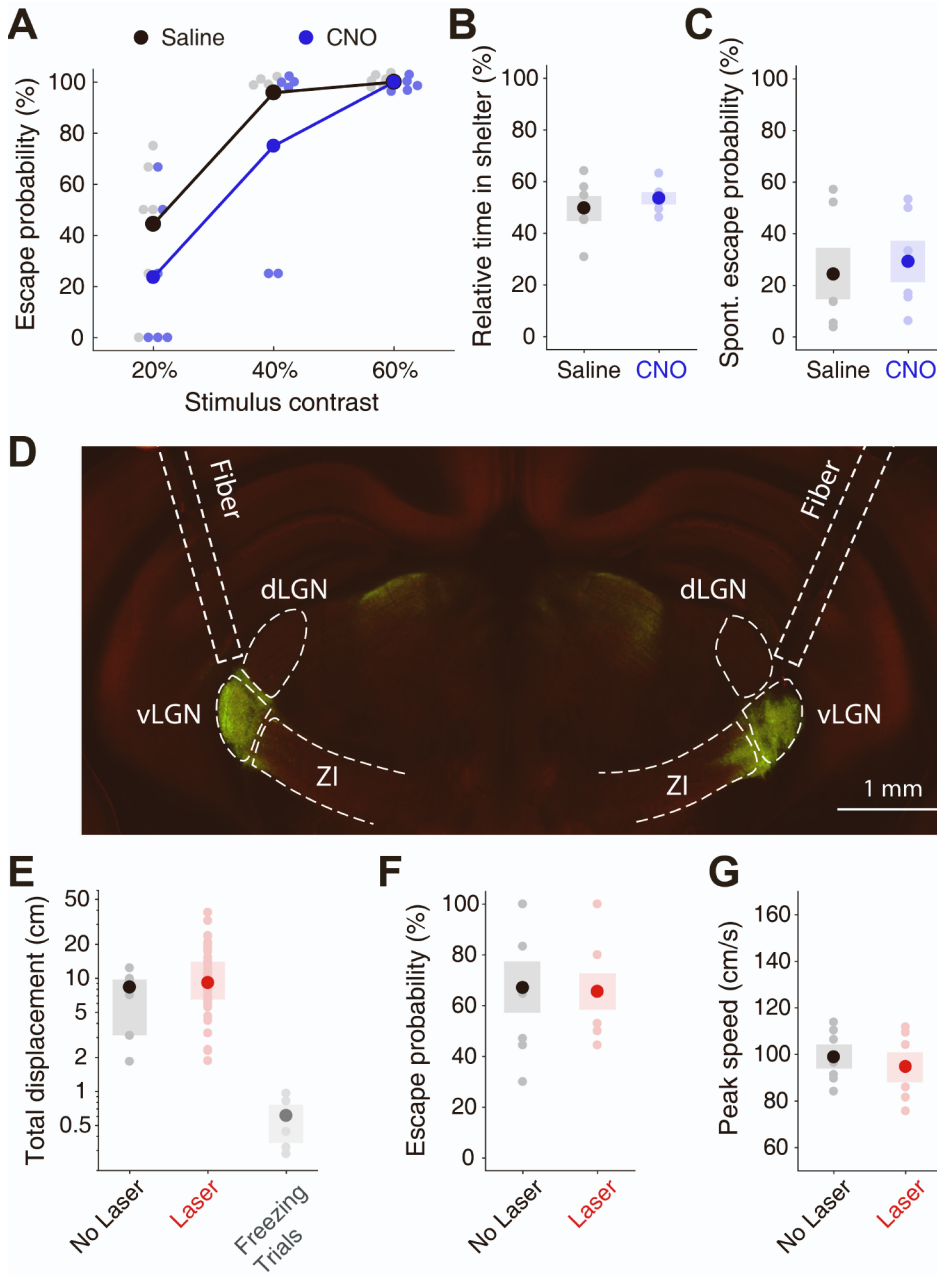 A
Saline
CNO
Escape probability (%)
100
80
60
40
20
0
20%
40%
60%
Stimulus contrast
B
Relative time in shelter (%)
100
80
60
40
20
0
Saline
CNO
C
Spont. escape probability (%)
100
80
60
40
20
0
Saline
CNO
D
Fiber
Fiber
dLGN
dLGN
vLGN
vLGN
ZI
ZI
1 mm
E
Total displacement (cm)
50
20
10
5
2
1
0.5
No Laser
Laser
Freezing
Trials
F
Escape probability (%)
100
80
60
40
20
0
No Laser
Laser
G
Peak speed (cm/s)
160
140
120
100
80
60
No Laser
Laser